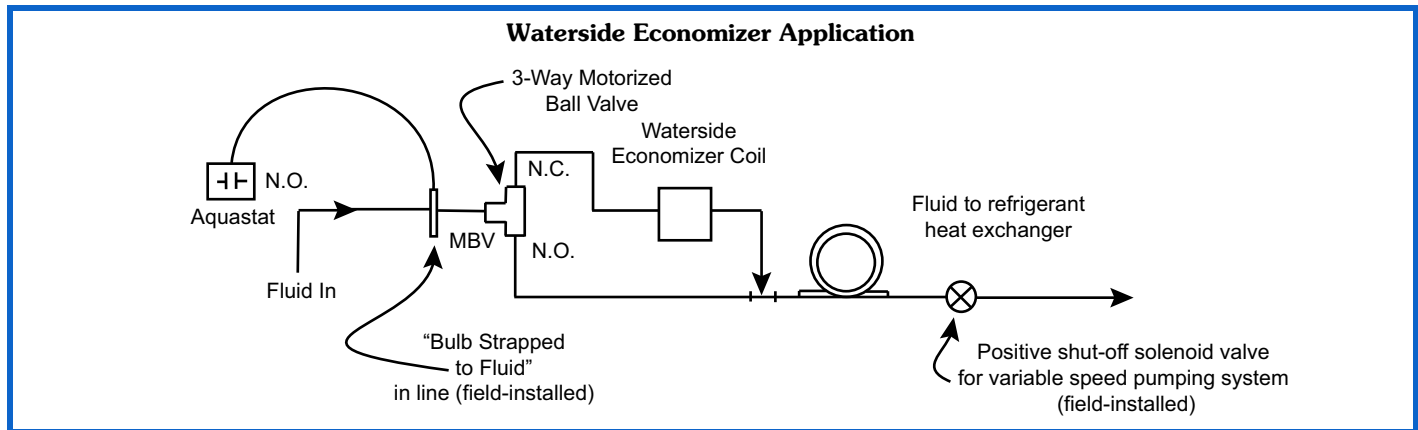 Waterside Economizer Application
3-Way Motorized
Ball Valve
Waterside
Economizer Coil
N.C.
N.O.
Aquastat
Fluid In
MBV
N.O.
Fluid to refrigerant
heat exchanger
“Bulb Strapped
to Fluid”
in line (field-installed)
Positive shut-off solenoid valve
for variable speed pumping system
(field-installed)